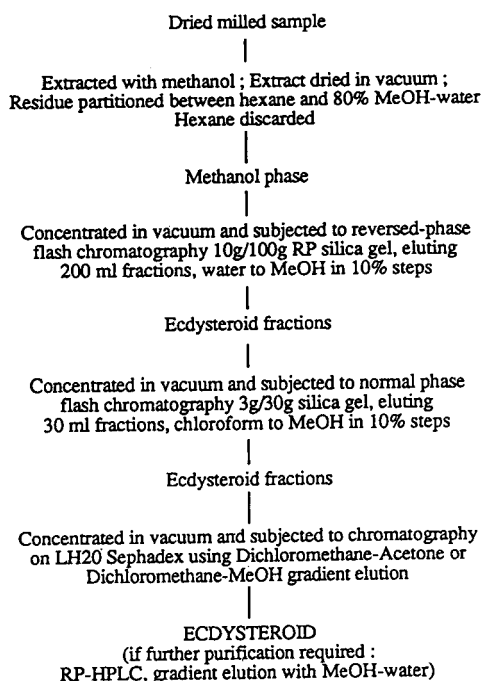 Dried milled sample
Extracted with methanol ; Extract dried in vacuum ;
Residue partitioned between hexane and 80% MeOH-water
Hexane discarded
Methanol phase
Concentrated in vacuum and subjected to reversed-phase
flash chromatography 10g/100g RP silica gel, eluting
200 ml fractions, water to MeOH in 10% steps
Ecdysteroid fractions
Concentrated in vacuum and subjected to normal phase
flash chromatography 3g/30g silica gel, eluting
30 ml fractions, chloroform to MeOH in 10% steps
Ecdysteroid fractions
Concentrated in vacuum and subjected to chromatography
on LH20 Sephadex using Dichloromethane-Acetone or
Dichloromethane-MeOH gradient elution
ECDYSTEROID
(if further purification required :
RP-HPLC, gradient elution with MeOH-water)